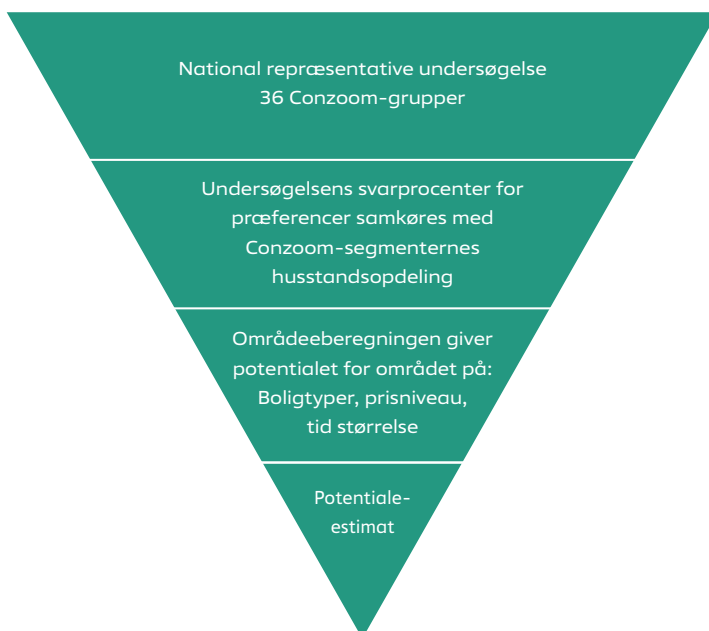 National repræsentative undersøgelse
36 Conzoom-grupper
Undersøgelsens svarprocenter for
præferencer samkøres med
Conzoom-segmenternes
husstandsopdeling
Områdeeberegningen giver
potentialet for området på:
Boligtyper, prisniveau,
tid størrelse
Potentiale-
estimat